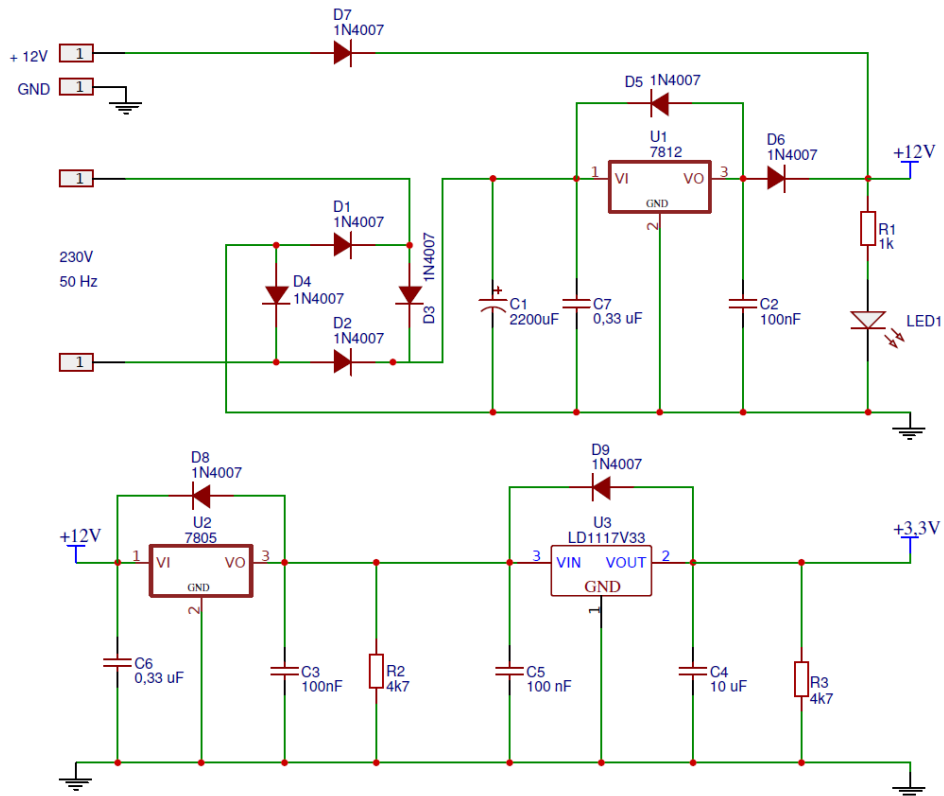 D7
1N4007
+ 12V
1
GND
1
D5 1N4007
U1
7812
D6
1N4007
+12V
1
1
VI
VO
3
GND
2
D1
1N4007
1N4007
D3
R1
1k
230V
50 Hz
D4
1N4007
D2
1N4007
+
C1
2200uF
C7
0,33 uF
C2
100nF
LED1
1
D8
1N4007
D9
1N4007
+12V
U2
7805
U3
LD1117V33
+3,3V
1
VI
VO
3
GND
2
3
VIN
VOUT
2
GND
1
C6
0,33 uF
C3
100nF
R2
4k7
C5
100 nF
C4
10 uF
R3
4k7